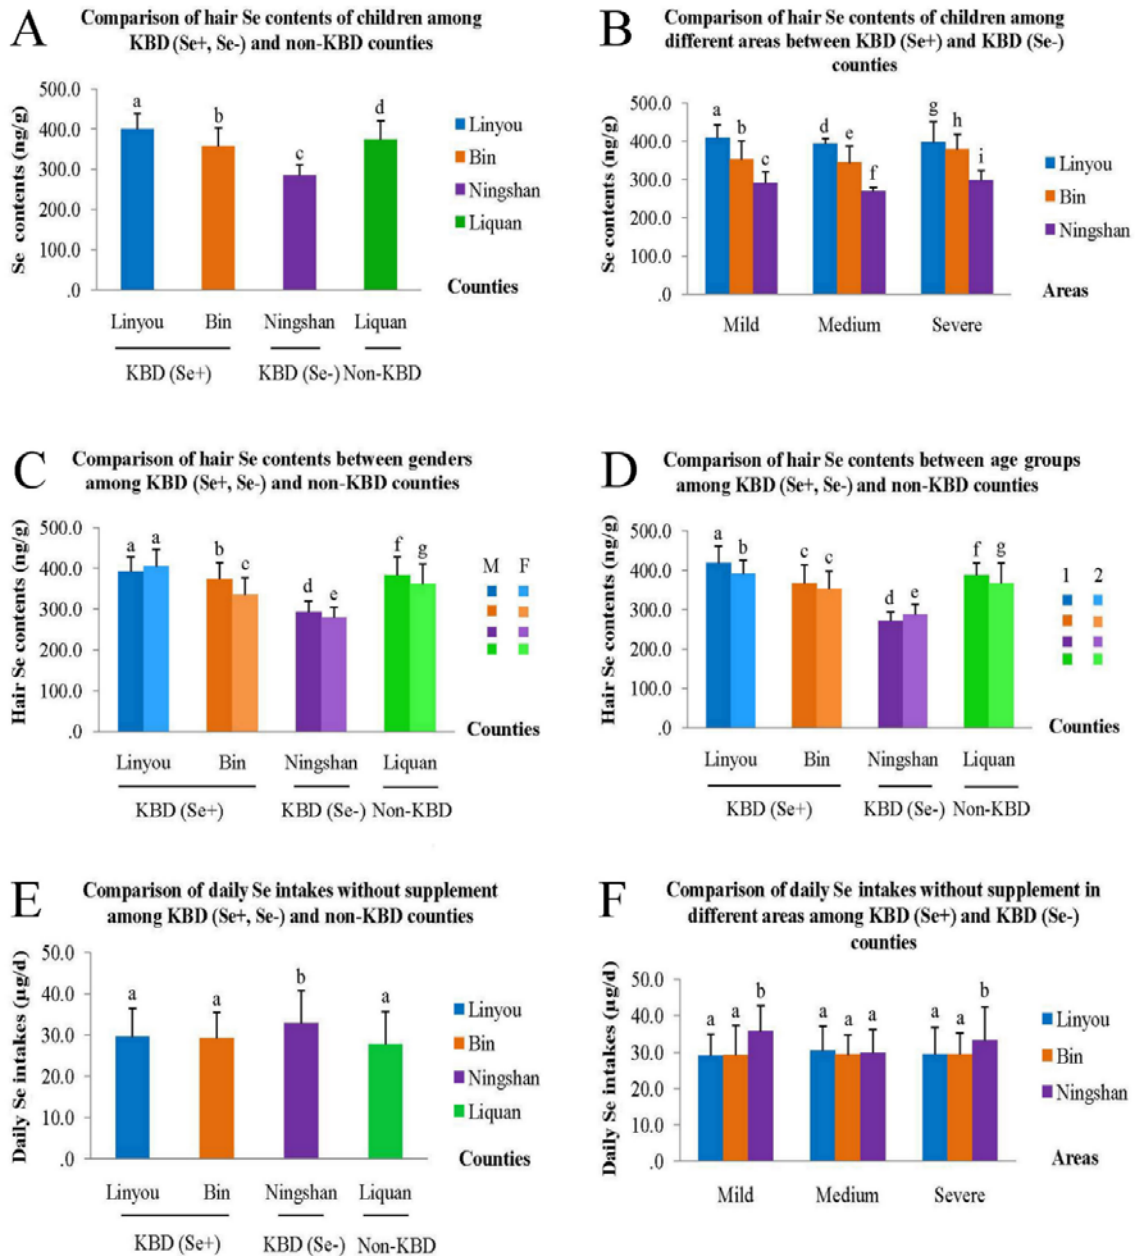 A
Comparison of hair Se contents of children among
KBD (Se+, Se-) and non-KBD counties
Se contents (ng/g)
500.0
400.0
300.0
200.0
100.0
.0
a
b
c
d
Linyou
Bin
Ningshan
Liquan
Counties
Linyou Bin Ningshan Liquan
KBD (Se+) KBD (Se-) Non-KBD
B
Comparison of hair Se contents of children among
different areas between KBD (Se+) and KBD (Se-)
counties
Se contents (ng/g)
500.0
400.0
300.0
200.0
100.0
.0
a b c d e f g h i
Linyou
Bin
Ningshan
Areas
Mild Medium Severe
C
Comparison of hair Se contents between genders
among KBD (Se+, Se-) and non-KBD counties
Hair Se contents (ng/g)
500.0
400.0
300.0
200.0
100.0
.0
a a b c d e f g
M F
Counties
Linyou Bin Ningshan Liquan
KBD (Se+) KBD (Se-) Non-KBD
D
Comparison of hair Se contents between age groups
among KBD (Se+, Se-) and non-KBD counties
Hair Se contents (ng/g)
500.0
400.0
300.0
200.0
100.0
.0
a b c c d e f g
1 2
Counties
Linyou Bin Ningshan Liquan
KBD (Se+) KBD (Se-) Non-KBD
E
Comparison of daily Se intakes without supplement
among KBD (Se+, Se-) and non-KBD counties
Daily Se intakes (µg/d)
50.0
40.0
30.0
20.0
10.0
.0
a a b a
Linyou
Bin
Ningshan
Liquan
Counties
Linyou Bin Ningshan Liquan
KBD (Se+) KBD (Se-) Non-KBD
F
Comparison of daily Se intakes without supplement in
different areas among KBD (Se+) and KBD (Se-)
counties
Daily Se intakes (µg/d)
50.0
40.0
30.0
20.0
10.0
.0
a a b a a a a a b
Linyou
Bin
Ningshan
Areas
Mild Medium Severe